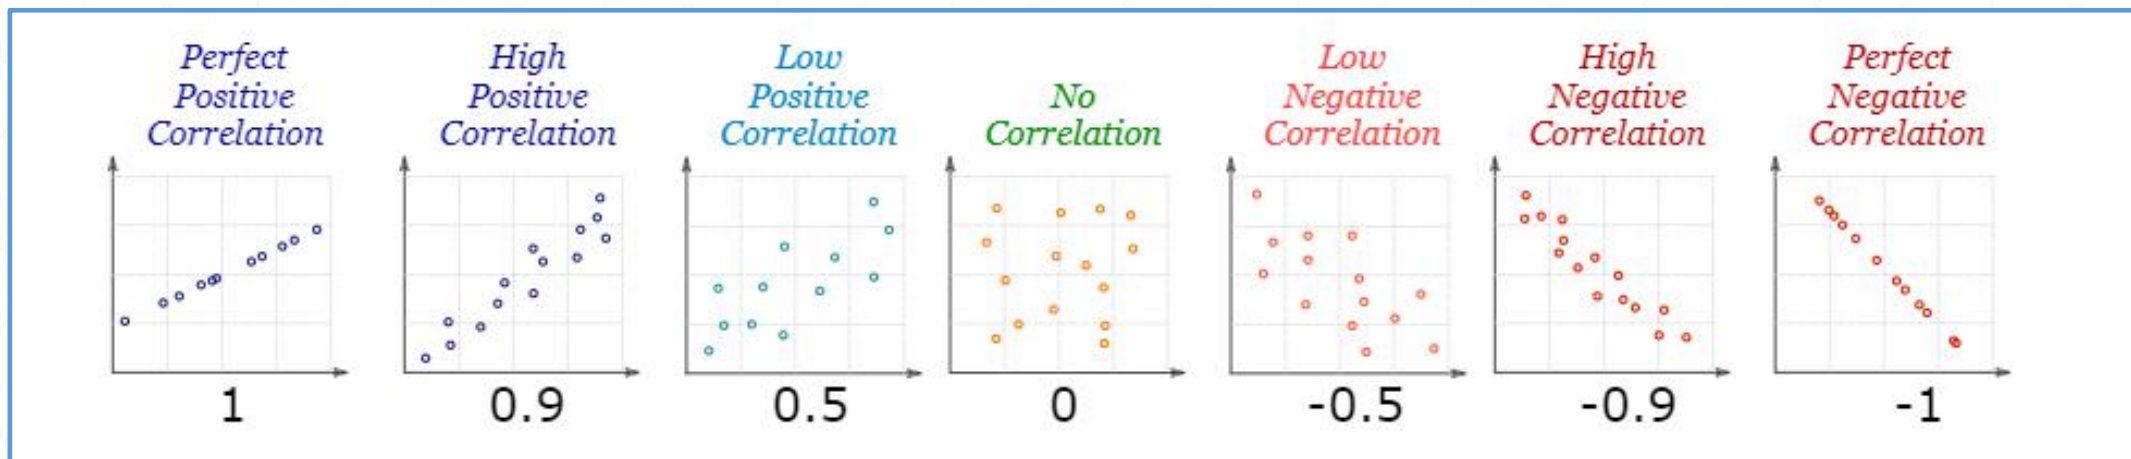 Perfect
Positive
Correlation
High
Positive
Correlation
Low
Positive
Correlation
No
Correlation
Low
Negative
Correlation
High
Negative
Correlation
Perfect
Negative
Correlation
1
0.9
0.5
0
-0.5
-0.9
-1